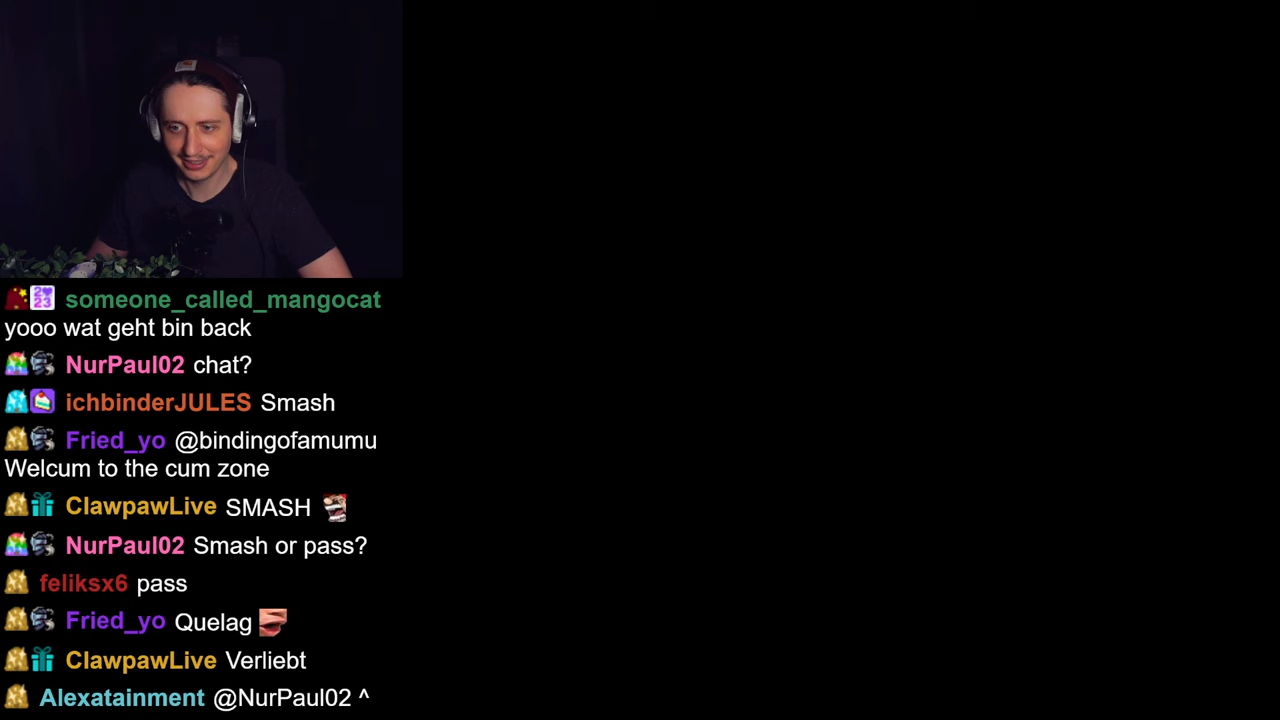 someone_called_mangocat
yooo wat geht bin back
NurPaul02 chat?
ichbinderJULES Smash
Fried_yo @bindingofamumu
Welcum to the cum zone
ClawpawLive SMASH
NurPaul02 Smash or pass?
feliksx6 pass
Fried_yo Quelag
ClawpawLive Verliebt
Alexatainment @NurPaul02 ^